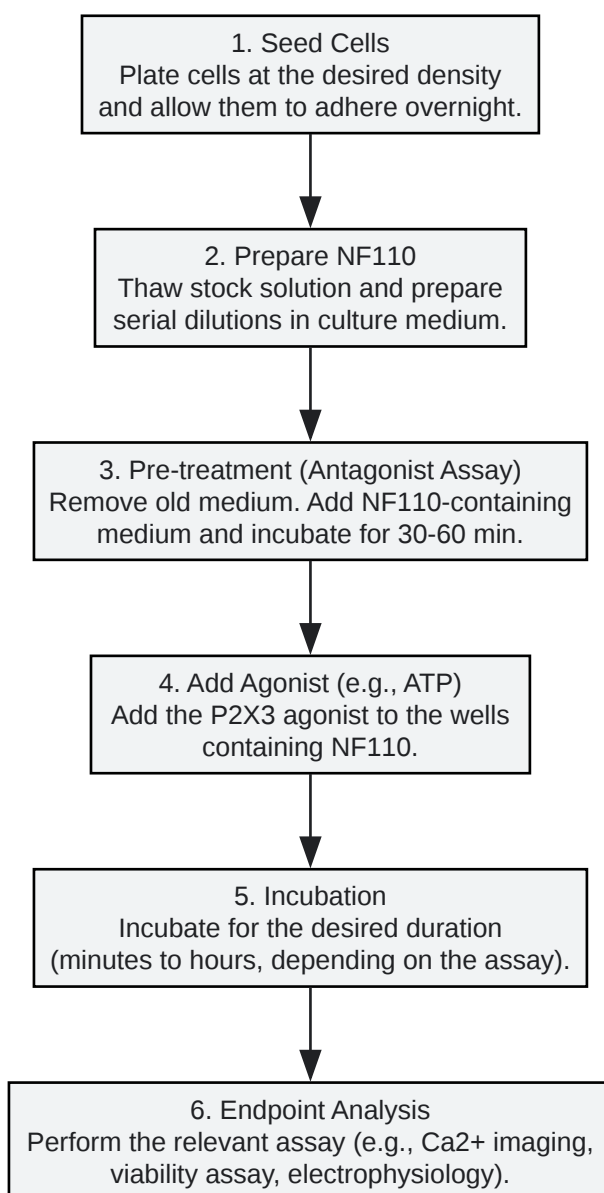 1. Seed Cells
Plate cells at the desired density
and allow them to adhere overnight.
2. Prepare NF110
Thaw stock solution and prepare
serial dilutions in culture medium.
3. Pre-treatment (Antagonist Assay)
Remove old medium. Add NF110-containing
medium and incubate for 30-60 min.
4. Add Agonist (e.g., ATP)
Add the P2X3 agonist to the wells
containing NF110.
5. Incubation
Incubate for the desired duration
(minutes to hours, depending on the assay).
6. Endpoint Analysis
Perform the relevant assay (e.g., Ca2+ imaging,
viability assay, electrophysiology).